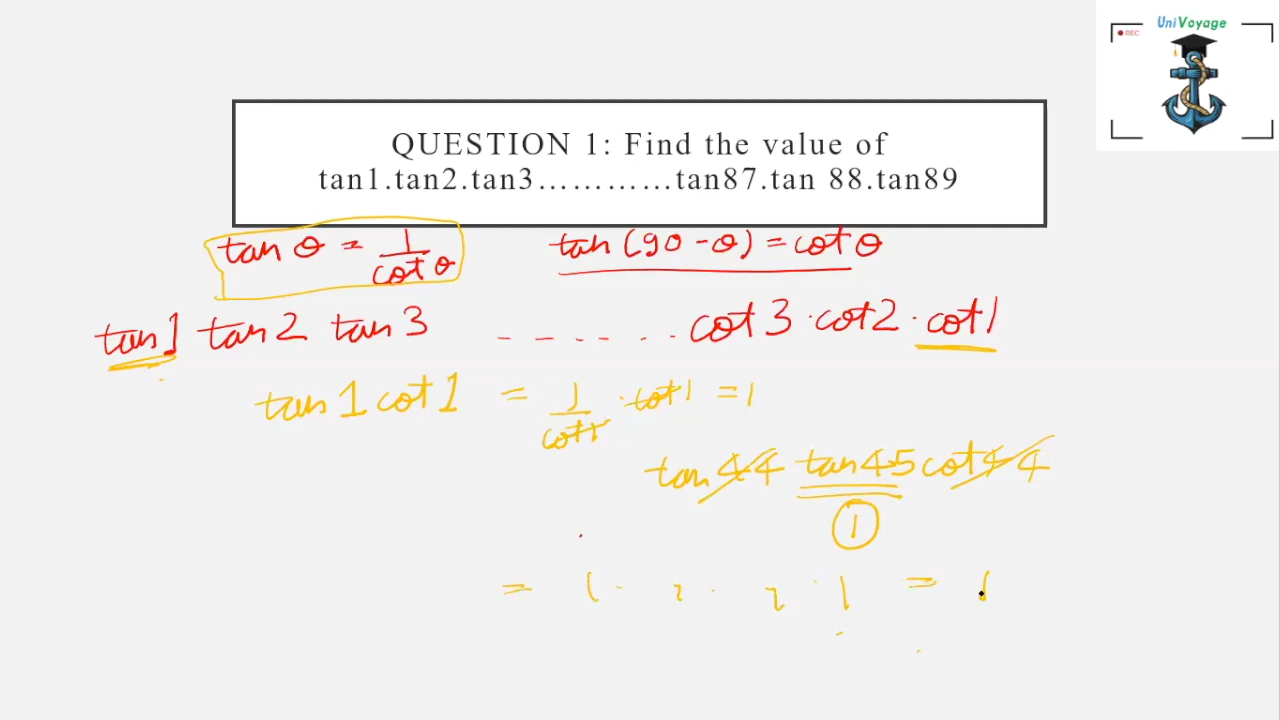 UniVoyage
REC
QUESTION 1: Find the value of
tan1.tan2.tan3…………tan87.tan 88.tan89
tan θ = 1/cot θ tan (90 - θ) = cot θ
tan 1 tan 2 tan 3 - - - - - . . cot 3 · cot 2 · cot 1
tan 1 cot 1 = 1/cot 1 · cot 1 = 1
tan 44 tan 45 cot 44
1
= 1 · 1 · 1 · 1 = 1